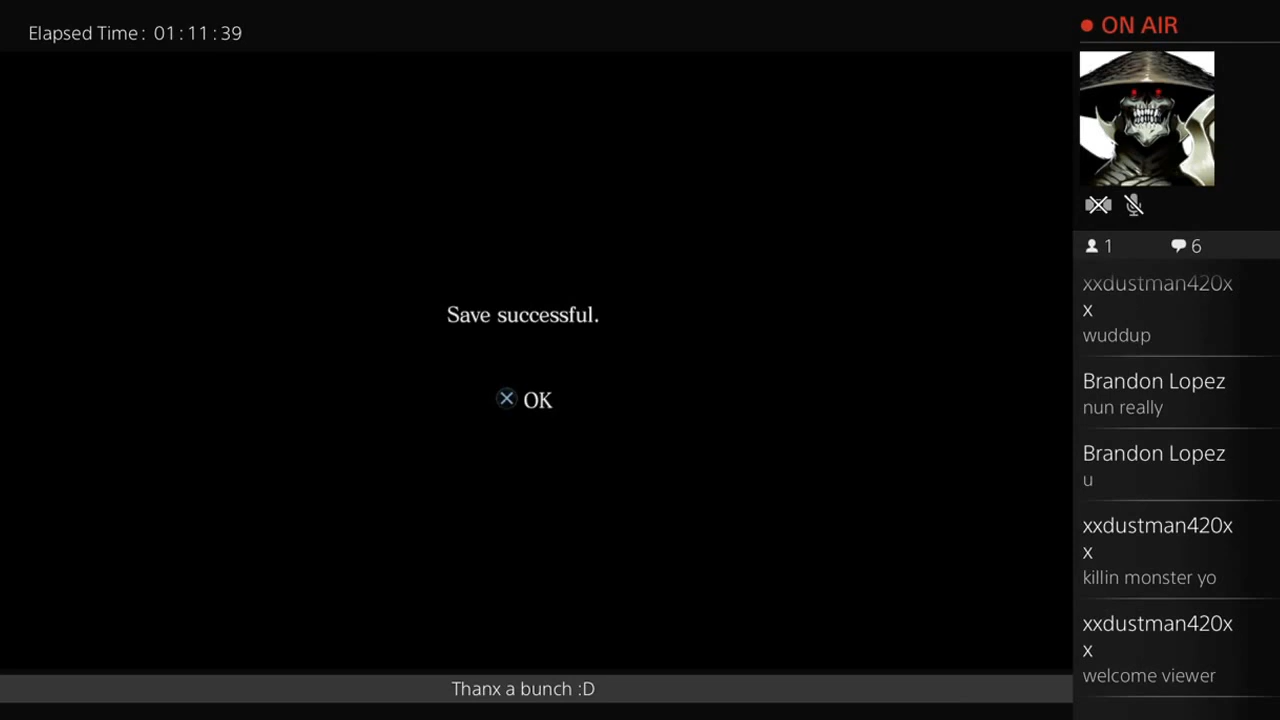 Elapsed Time: 01:11:39
ON AIR
1 6
xxdustman420x
x
wuddup
Brandon Lopez
nun really
Brandon Lopez
u
xxdustman420x
x
killin monster yo
xxdustman420x
x
welcome viewer
Save successful.
OK
Thanx a bunch :D